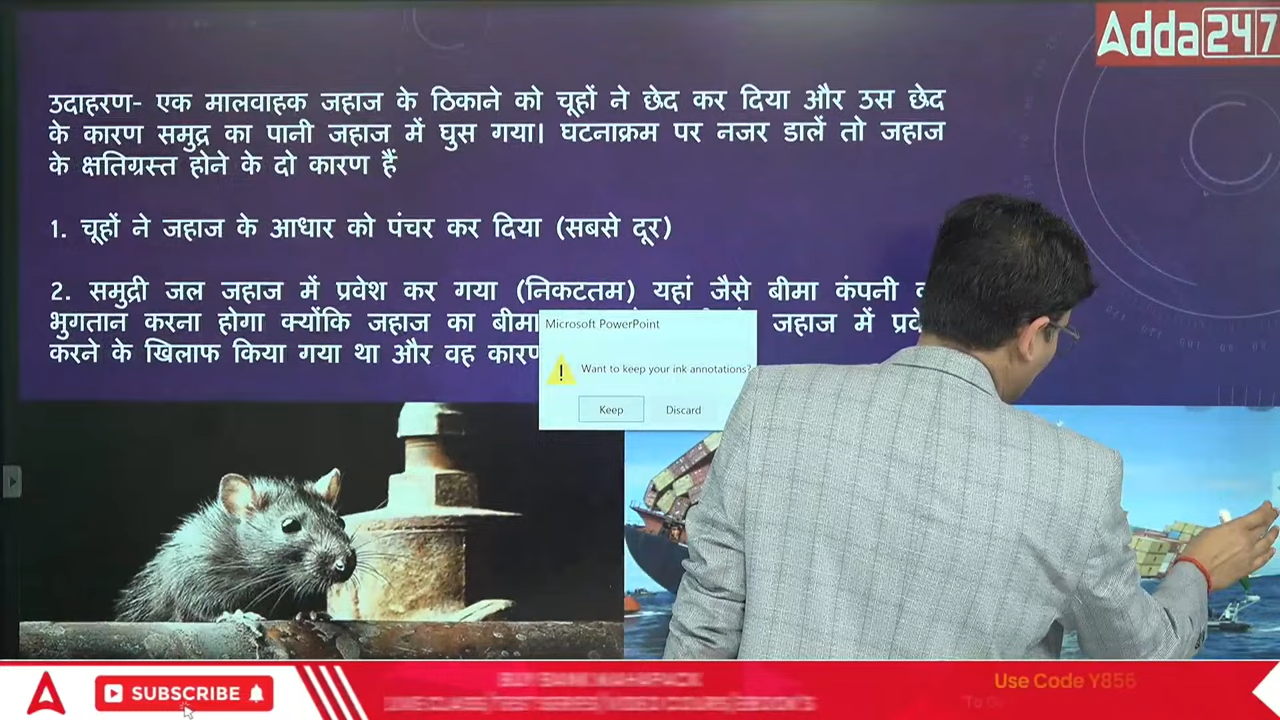 Adda 247
उदाहरण- एक मालवाहक जहाज के ठिकाने को चूहों ने छेद कर दिया और उस छेद
के कारण समुद्र का पानी जहाज में घुस गया। घटनाक्रम पर नजर डालें तो जहाज
के क्षतिग्रस्त होने के दो कारण हैं
1. चूहों ने जहाज के आधार को पंचर कर दिया (सबसे दूर)
2. समुद्री जल जहाज में प्रवेश कर गया (निकटतम) यहां जैसे बीमा कंपनी
भुगतान करना होगा क्योंकि जहाज का बीमा जहाज में
करने के खिलाफ किया गया था और वह
Microsoft PowerPoint
Want to keep your ink annotations?
Keep
Discard
SUBSCRIBE
Use Code Y856